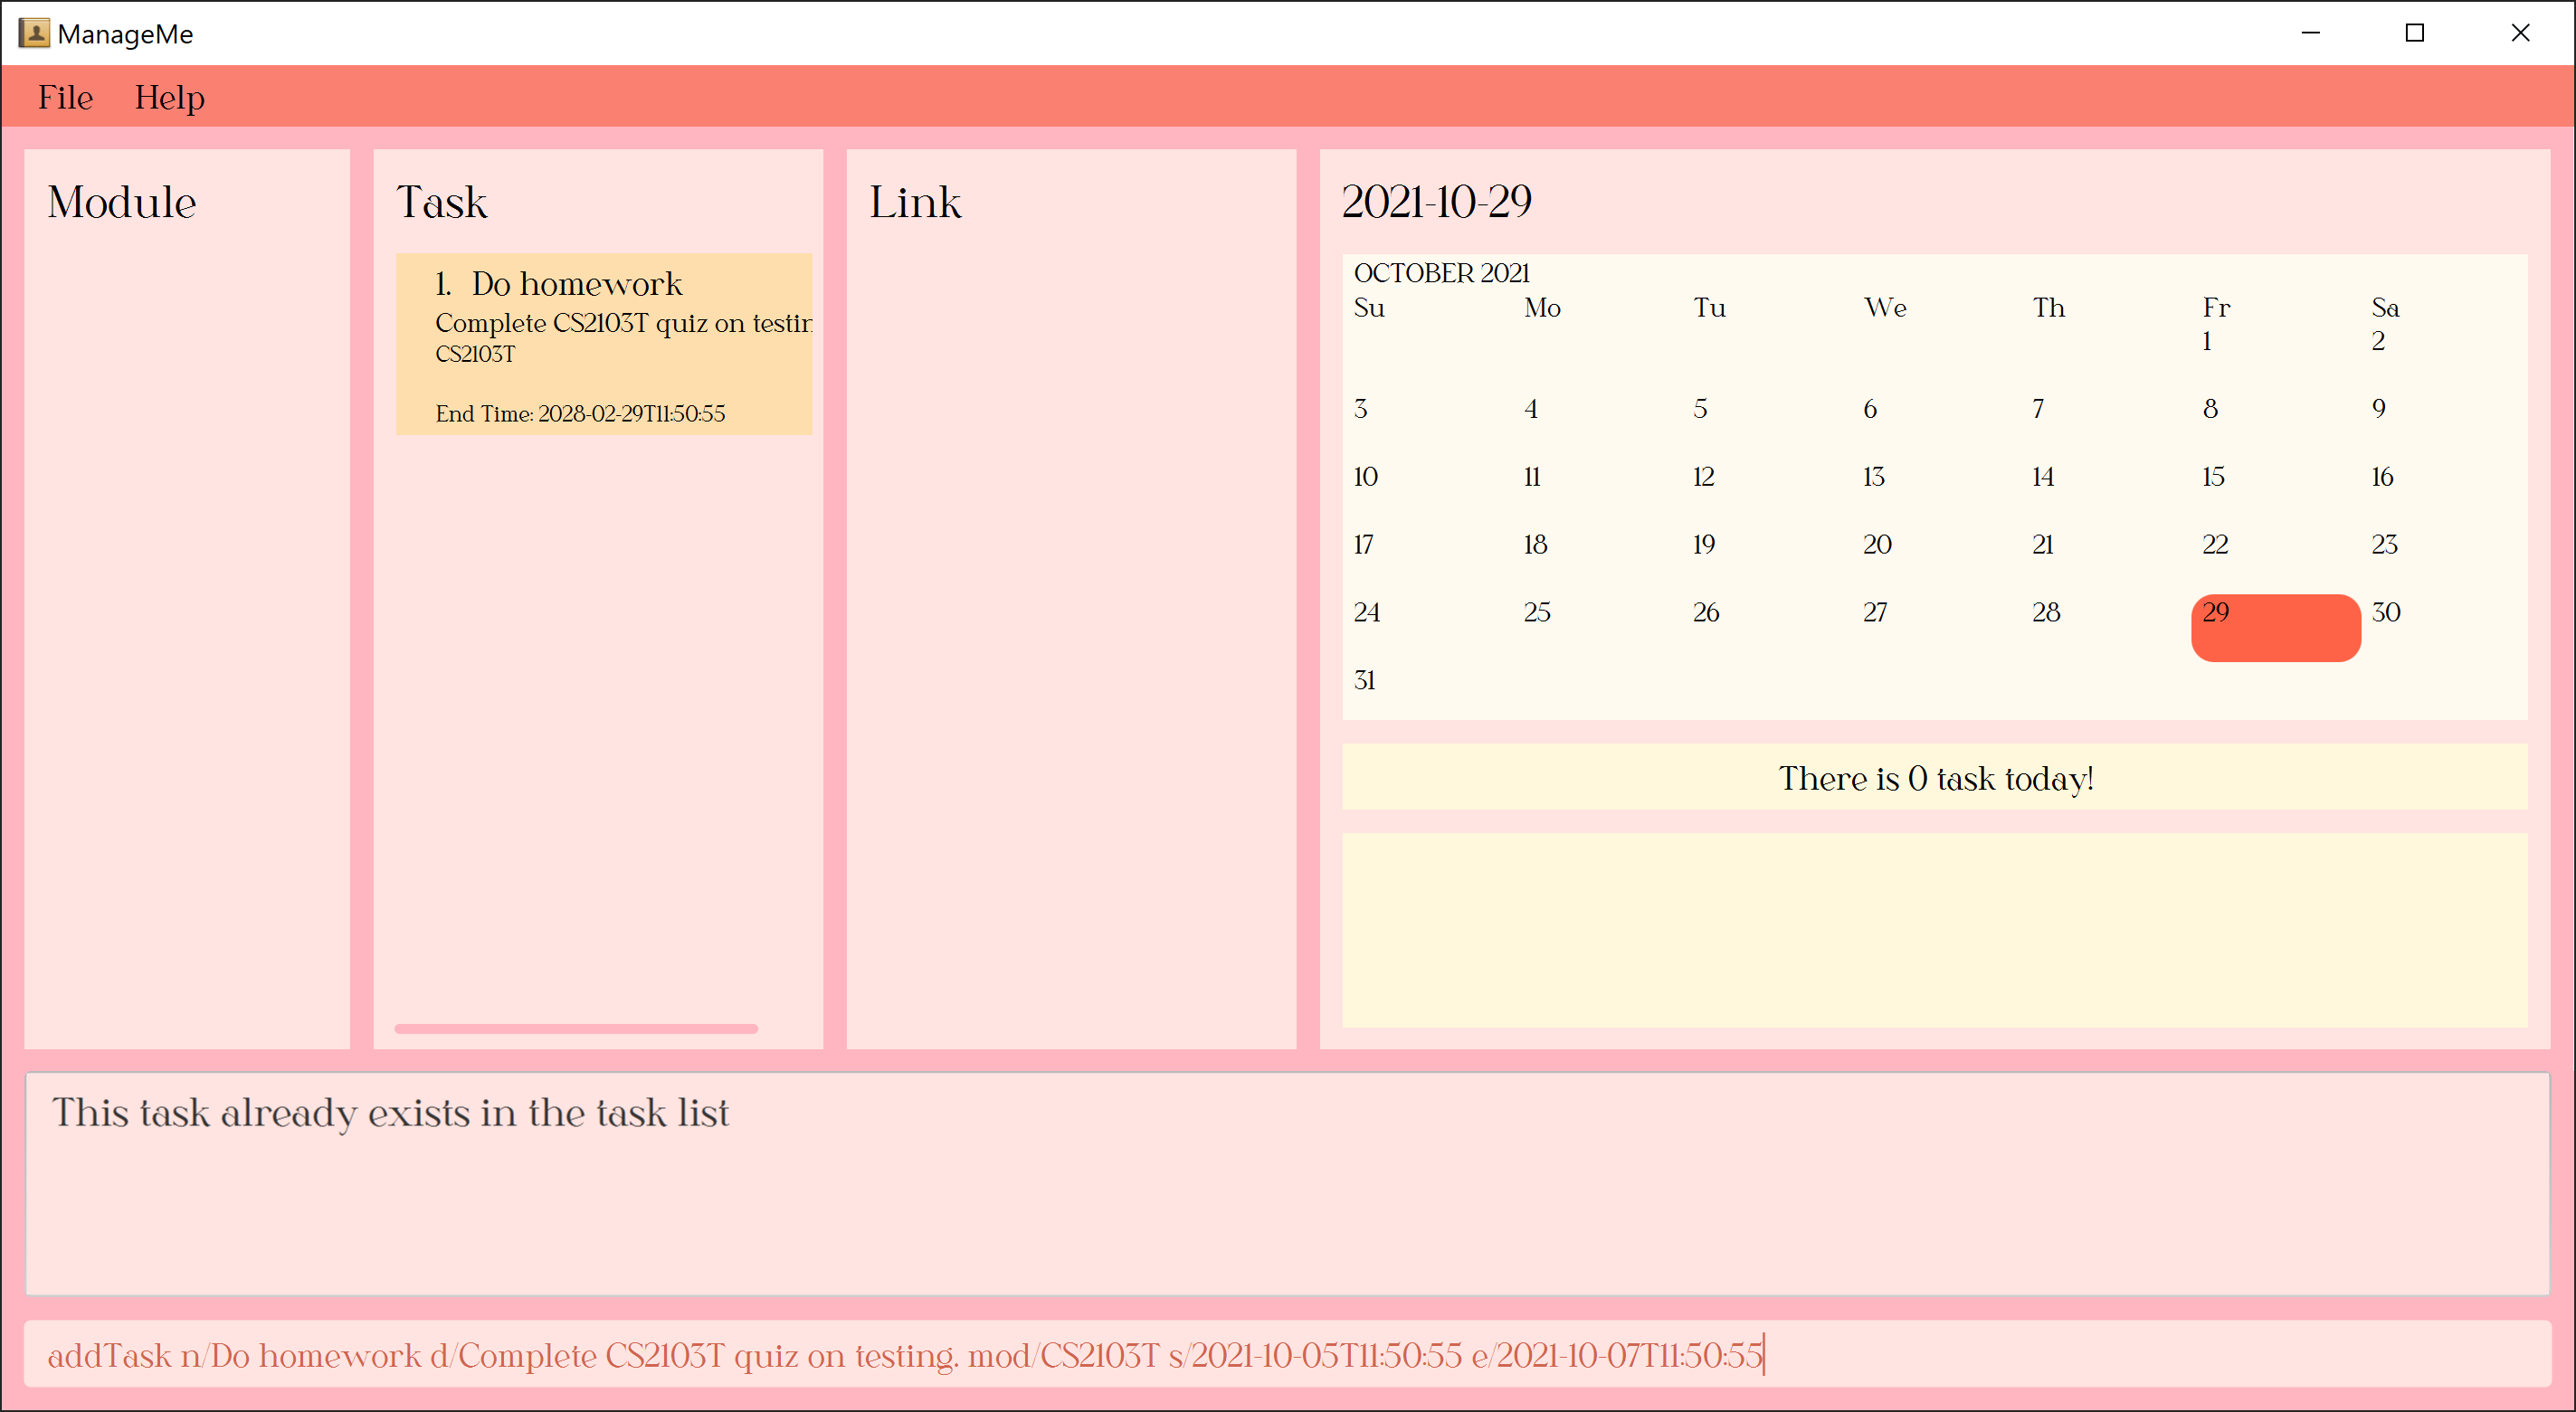 ManageMe
File Help
Module
Task
1. Do homework
Complete CS2103T quiz on testin
CS2103T
End Time: 2028-02-29T11:50:55
Link
2021-10-29
OCTOBER 2021
Su Mo Tu We Th Fr Sa
1 2
3 4 5 6 7 8 9
10 11 12 13 14 15 16
17 18 19 20 21 22 23
24 25 26 27 28 29 30
31
There is 0 task today!
This task already exists in the task list
addTask n/Do homework d/Complete CS2103T quiz on testing. mod/CS2103T s/2021-10-05T11:50:55 e/2021-10-07T11:50:55